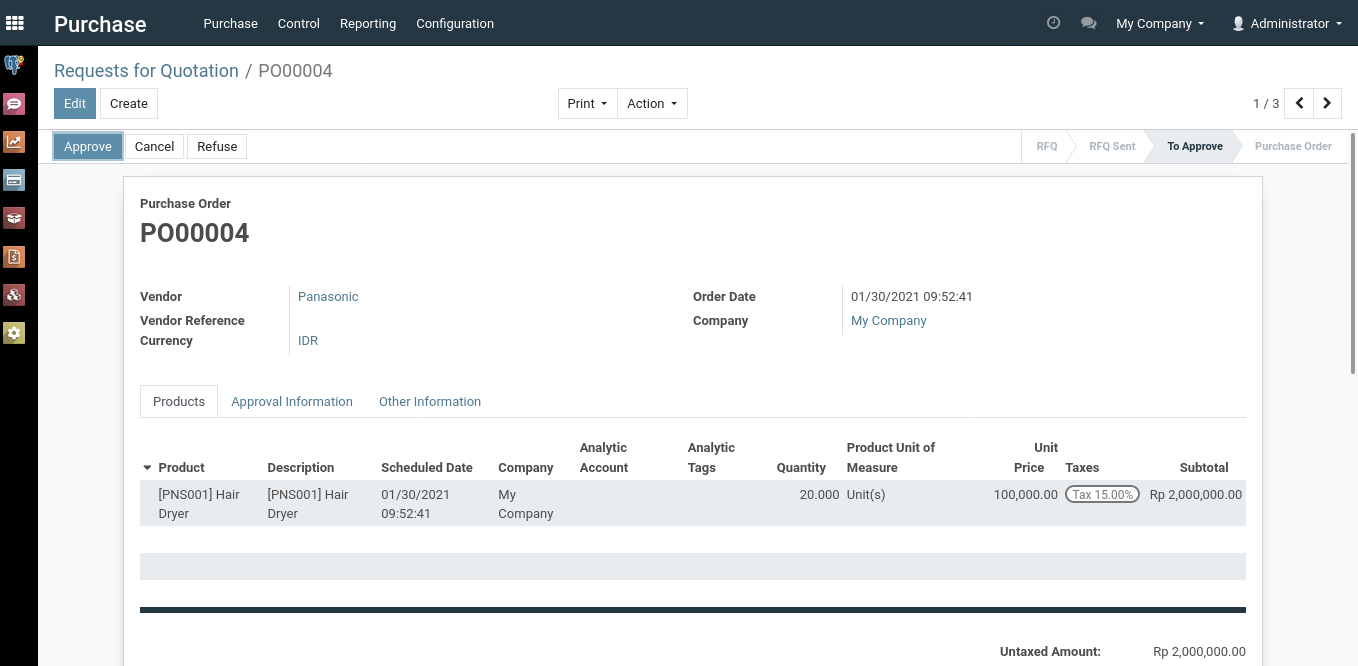 Purchase
Purchase Control Reporting Configuration
My Company Administrator
Requests for Quotation / PO00004
Edit Create Print Action 1 / 3
Approve Cancel Refuse RFQ RFQ Sent To Approve Purchase Order
Purchase Order
PO00004
Vendor Panasonic Order Date 01/30/2021 09:52:41
Vendor Reference Company My Company
Currency IDR
Products Approval Information Other Information
Analytic Analytic Product Unit of Unit
Product Description Scheduled Date Company Account Tags Quantity Measure Price Taxes Subtotal
[PNS001] Hair [PNS001] Hair 01/30/2021 My 20.000 Unit(s) 100,000.00 Tax 15.00% Rp 2,000,000.00
Dryer Dryer 09:52:41 Company
Untaxed Amount: Rp 2,000,000.00